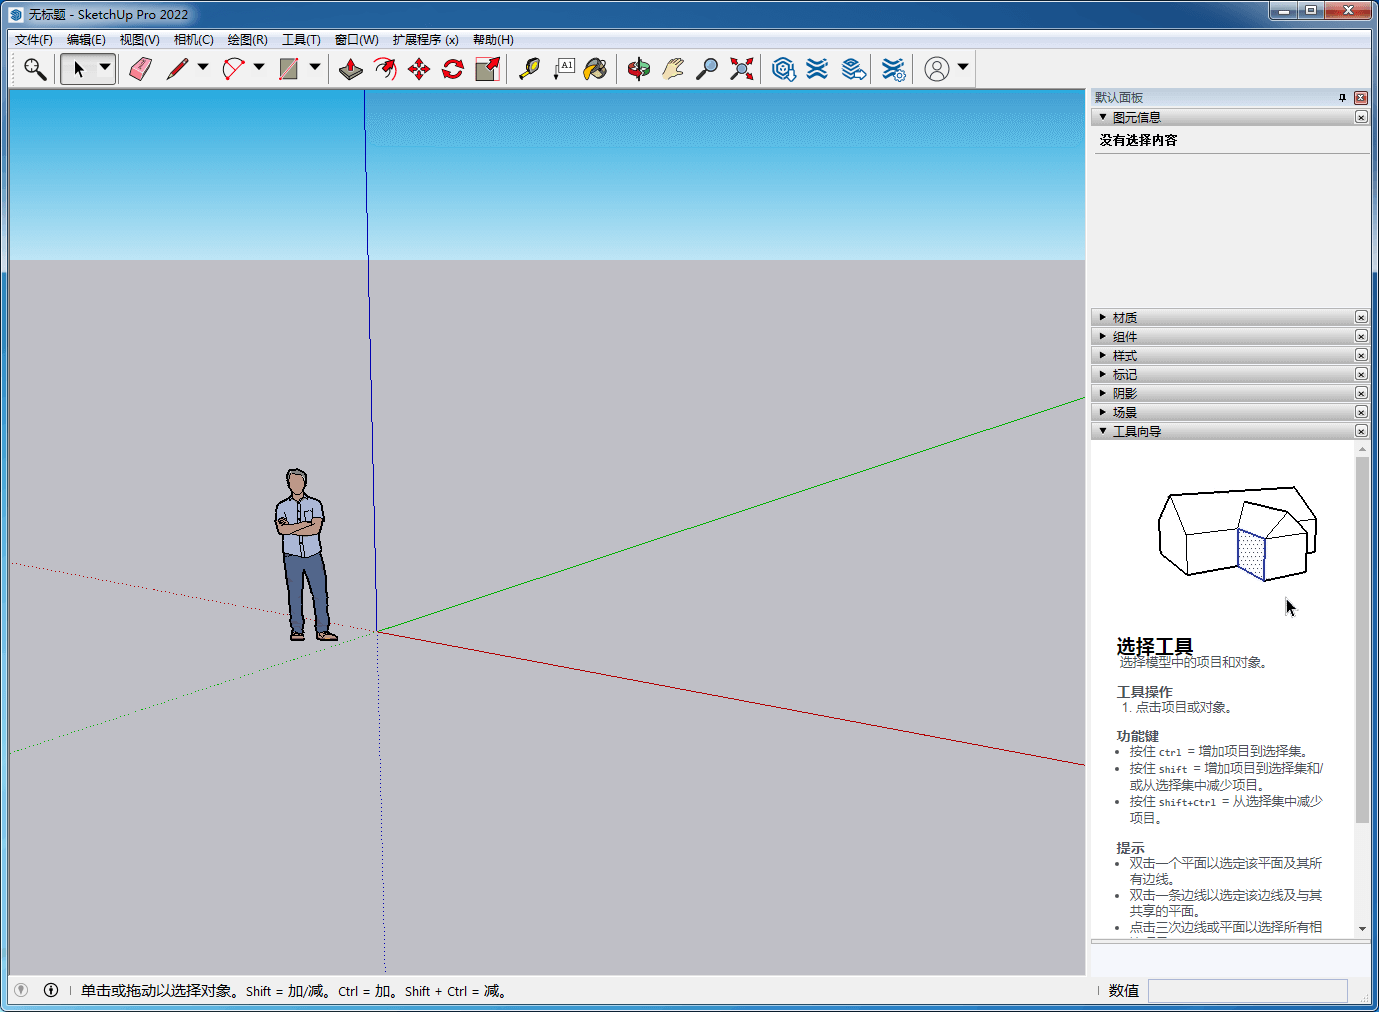 无标题 - SketchUp Pro 2022
文件(F) 编辑(E) 视图(V) 相机(C) 绘图(R) 工具(T) 窗口(W) 扩展程序 (x) 帮助(H)
A1
默认面板
图元信息
没有选择内容
材质
组件
样式
标记
阴影
场景
工具向导
选择工具
选择模型中的项目和对象。
工具操作
1. 点击项目或对象。
功能键
• 按住 Ctrl = 增加项目到选择集。
• 按住 Shift = 增加项目到选择集和/
或从选择集中减少项目。
• 按住 Shift+Ctrl = 从选择集中减少
项目。
提示
• 双击一个平面以选定该平面及其所
有边线。
• 双击一条边线以选定该边线及与其
共享的平面。
• 点击三次边线或平面以选择所有相
单击或拖动以选择对象。Shift = 加/减。Ctrl = 加。Shift + Ctrl = 减。
数值